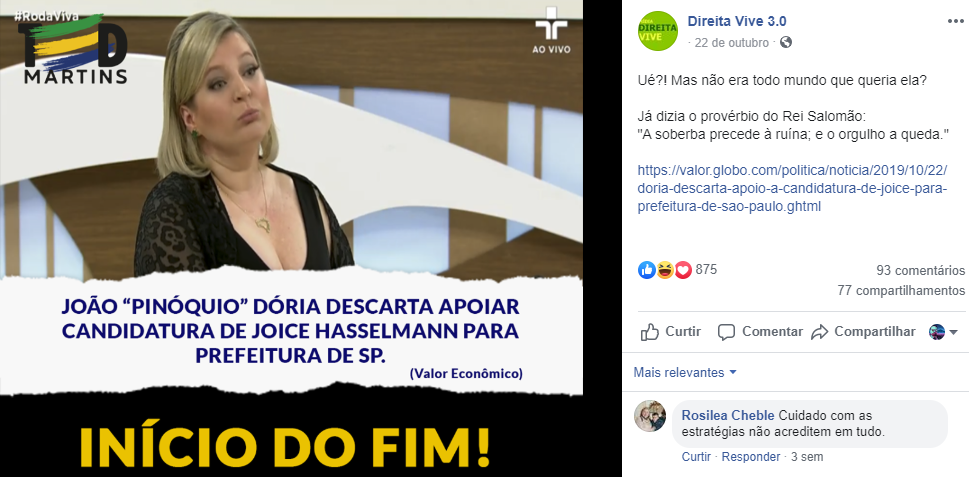 #RodaViva
T D
MARTINS
AO VIVO
JOÃO “PINÓQUIO” DÓRIA DESCARTA APOIAR
CANDIDATURA DE JOICE HASSELMANN PARA
PREFEITURA DE SP.
(Valor Econômico)
INÍCIO DO FIM!
DIREITA
VIVE
Direita Vive 3.0
· 22 de outubro ·
Ué?! Mas não era todo mundo que queria ela?
Já dizia o provérbio do Rei Salomão:
"A soberba precede à ruína; e o orgulho a queda."
https://valor.globo.com/politica/noticia/2019/10/22/
doria-descarta-apoio-a-candidatura-de-joice-para-
prefeitura-de-sao-paulo.ghtml
875
93 comentários
77 compartilhamentos
Curtir Comentar Compartilhar
Mais relevantes
Rosilea Cheble Cuidado com as
estratégias não acreditem em tudo.
Curtir · Responder · 3 sem